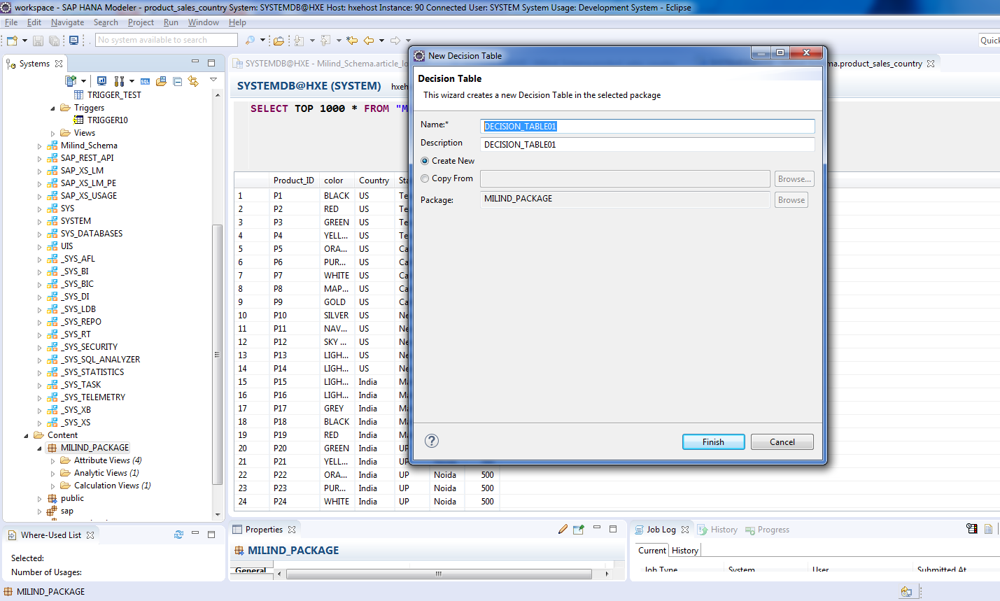 workspace - SAP HANA Modeler - product_sales_country System: SYSTEMDB@HXE Host: hxehost Instance: 90 Connected User: SYSTEM System Usage: Development System - Eclipse
File Edit Navigate Search Project Run Window Help
No system available to search
Quick
Systems
TRIGGER_TEST
Triggers
TRIGGER10
Views
Milind_Schema
SAP_REST_API
SAP_XS_LM
SAP_XS_LM_PE
SAP_XS_USAGE
SYS
SYSTEM
SYS_DATABASES
UIS
_SYS_AFL
_SYS_BI
_SYS_BIC
_SYS_DI
_SYS_LDB
_SYS_REPO
_SYS_RT
_SYS_SECURITY
_SYS_SQL_ANALYZER
_SYS_STATISTICS
_SYS_TASK
_SYS_TELEMETRY
_SYS_XB
_SYS_XS
Content
MILIND_PACKAGE
Attribute Views (4)
Analytic Views (1)
Calculation Views (1)
public
sap
SYSTEMDB@HXE - Milind_Schema.article_lo
ma.product_sales_country
SYSTEMDB@HXE (SYSTEM) hxeh
SELECT TOP 1000 * FROM "M
Product_ID color Country Sta
1 P1 BLACK US Te
2 P2 RED US Te
3 P3 GREEN US Te
4 P4 YELL... US Te
5 P5 ORA... US Ca
6 P6 PUR... US Ca
7 P7 WHITE US Ca
8 P8 MAP... US Ca
9 P9 GOLD US Ca
10 P10 SILVER US Ne
11 P11 NAV... US Ne
12 P12 SKY ... US Ne
13 P13 LIGH... US Ne
14 P14 LIGH... US Ne
15 P15 LIGH... India Ma
16 P16 LIGH... India Ma
17 P17 GREY India Ma
18 P18 BLACK India Ma
19 P19 RED India Ma
20 P20 GREEN India UP
21 P21 YELL... India UP
22 P22 ORA... India UP Noida 500
23 P23 PUR... India UP Noida 500
24 P24 WHITE India UP Noida 500
New Decision Table
Decision Table
This wizard creates a new Decision Table in the selected package
Name:* DECISION_TABLE01
Description DECISION_TABLE01
Create New
Copy From Browse...
Package: MILIND_PACKAGE Browse
Finish Cancel
Where-Used List
Selected:
Number of Usages:
Properties
MILIND_PACKAGE
General
Job Log History Progress
Current History
Job Type System User Submitted At
MILIND_PACKAGE